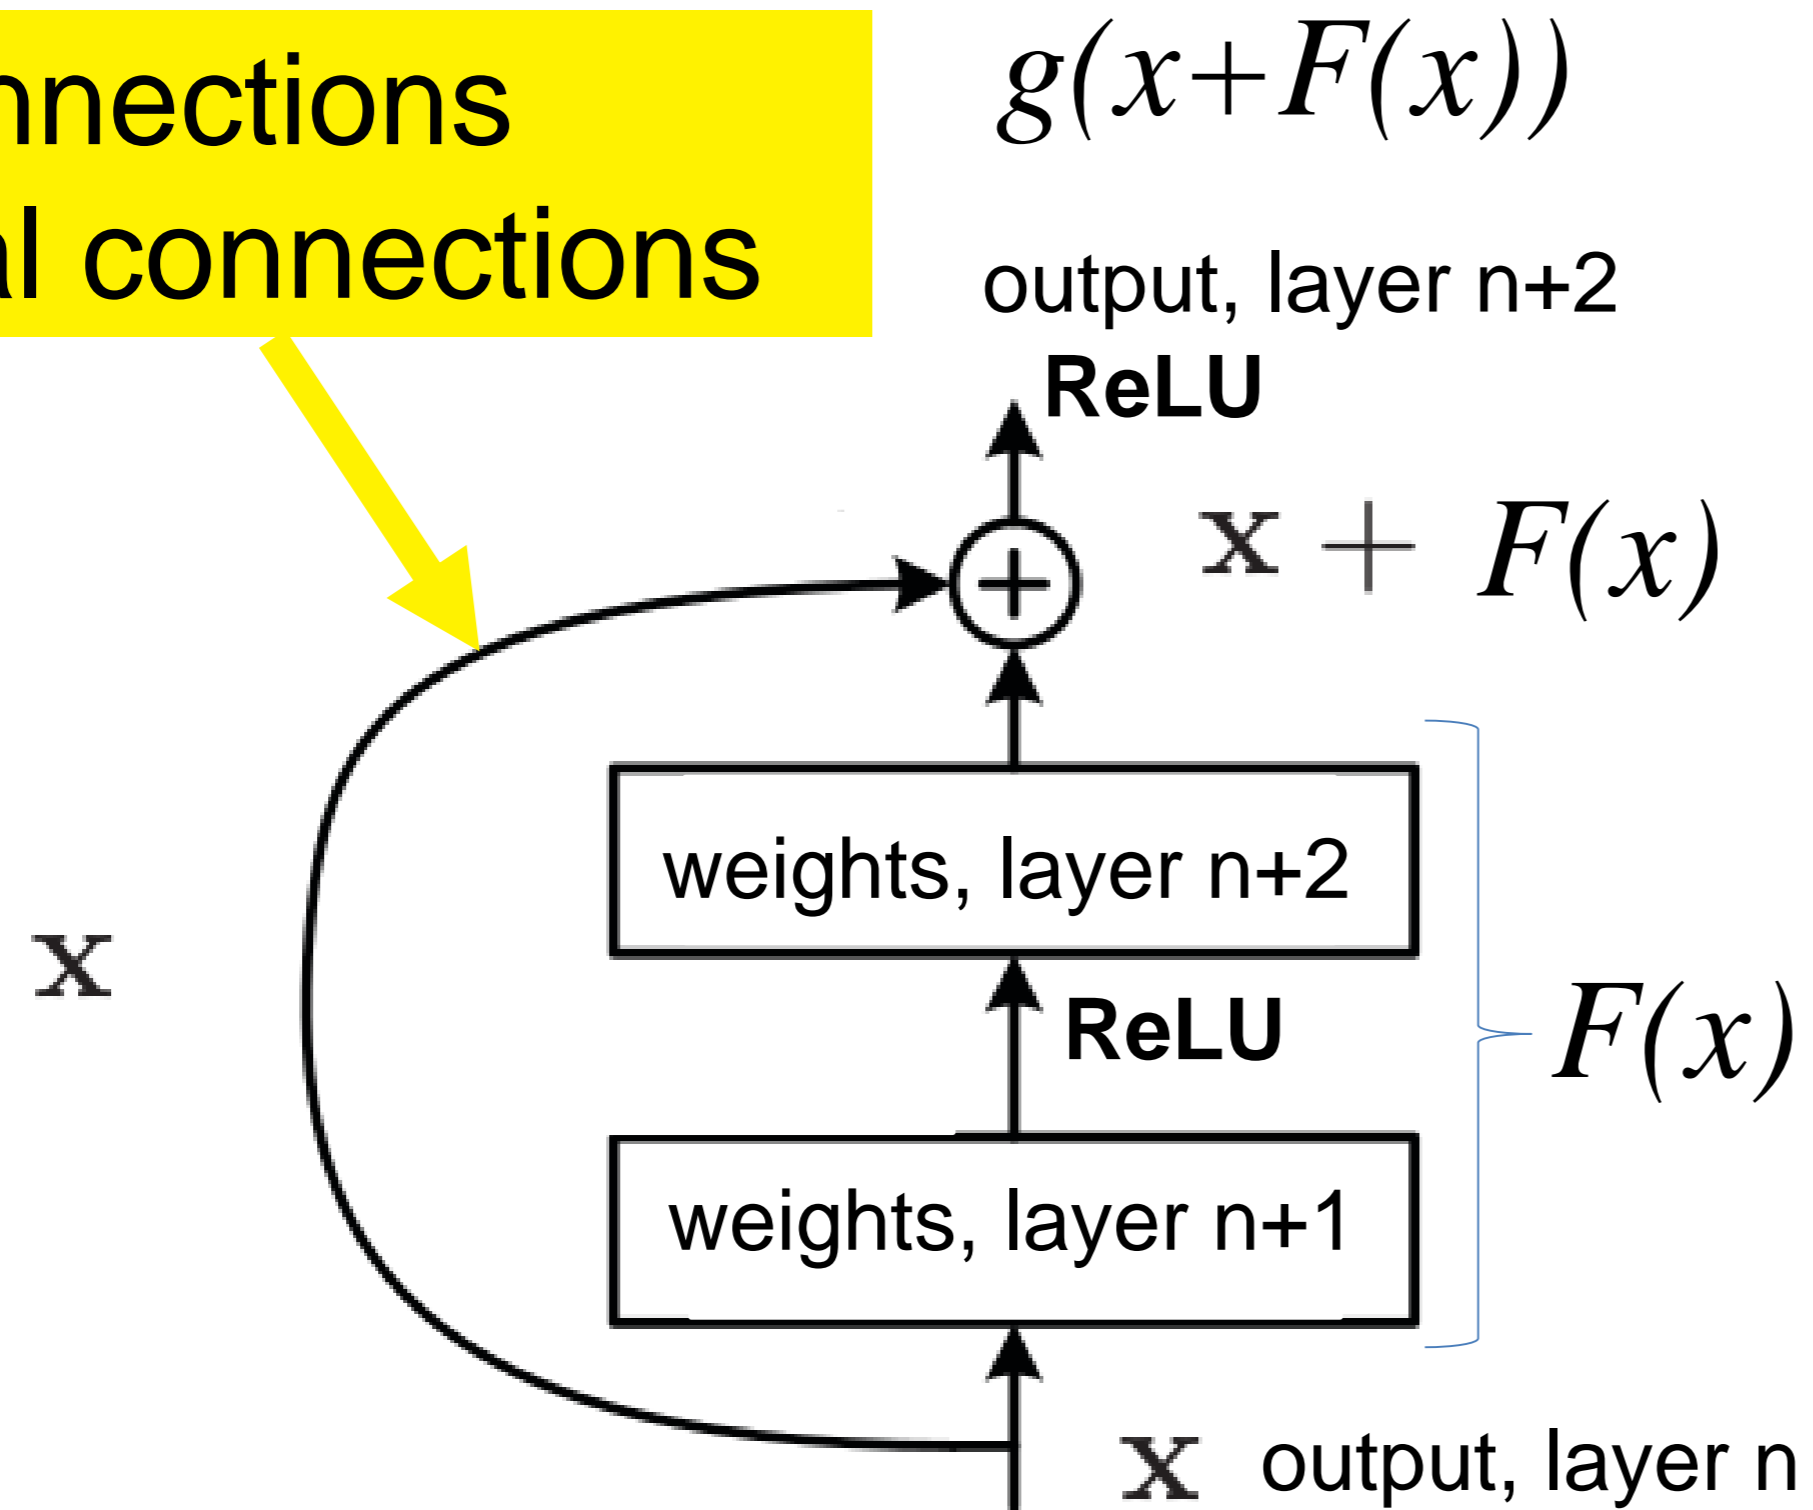 nnections
al connections
g(x+F(x))
output, layer n+2
ReLU
x + F(x)
weights, layer n+2
x
ReLU
F(x)
weights, layer n+1
x output, layer n